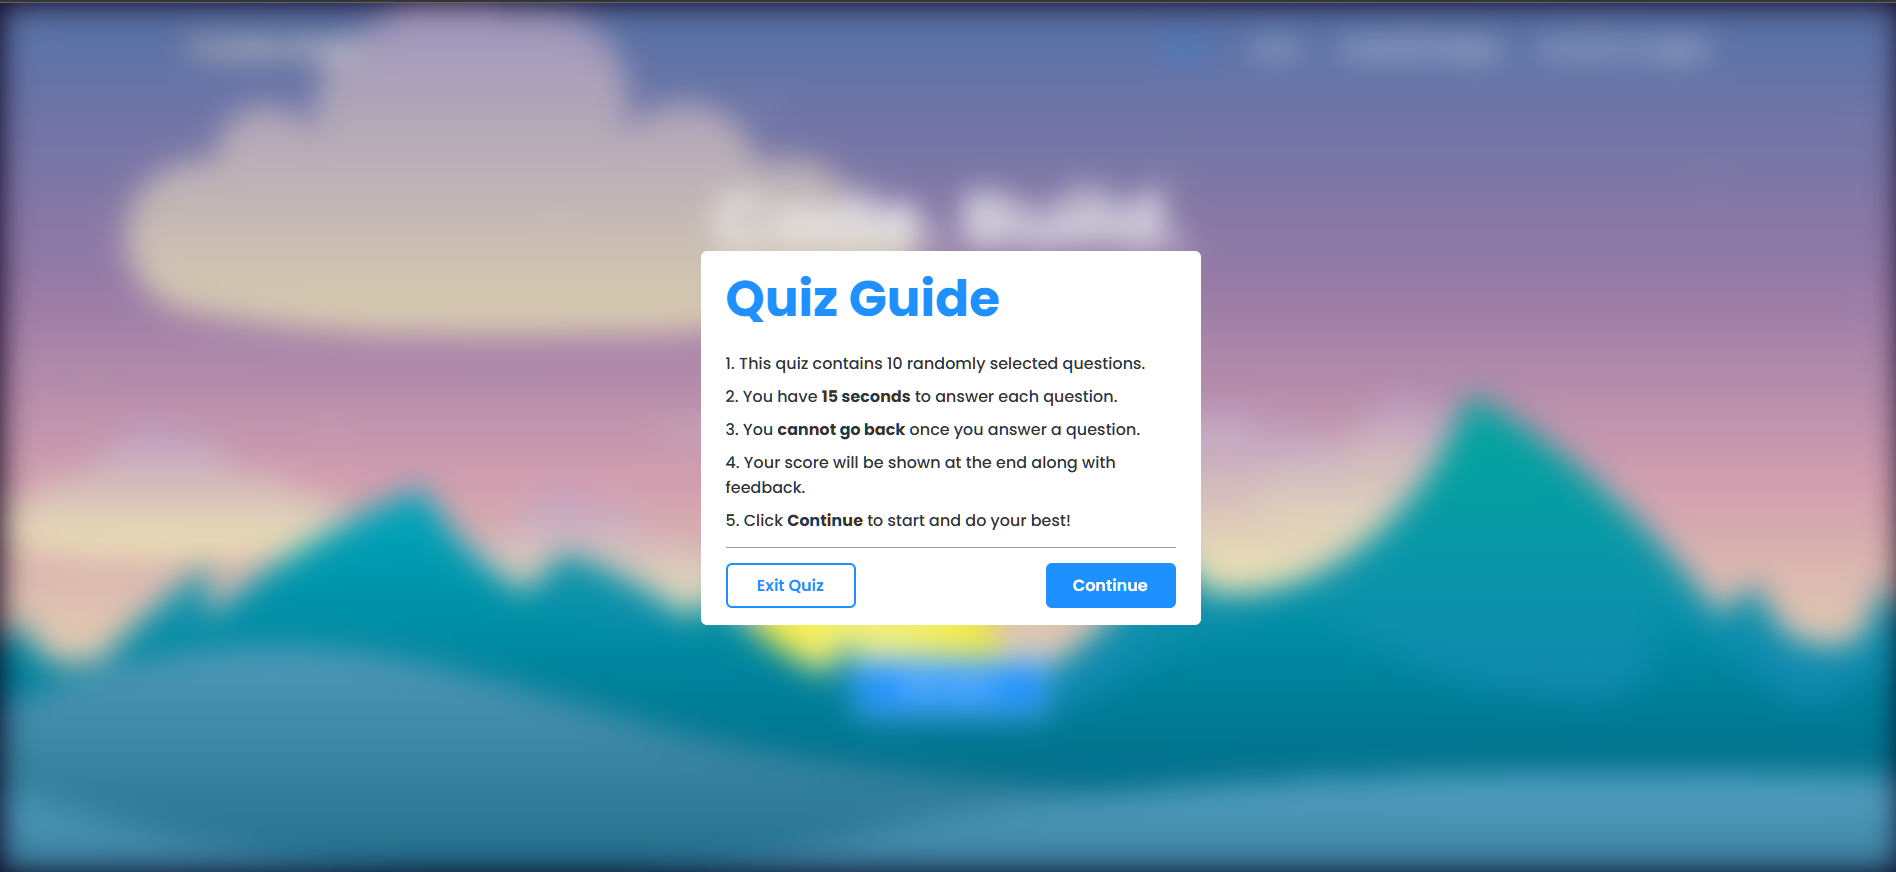 Code. Build.
Quiz Guide
1. This quiz contains 10 randomly selected questions.
2. You have 15 seconds to answer each question.
3. You cannot go back once you answer a question.
4. Your score will be shown at the end along with
feedback.
5. Click Continue to start and do your best!
Exit Quiz
Continue